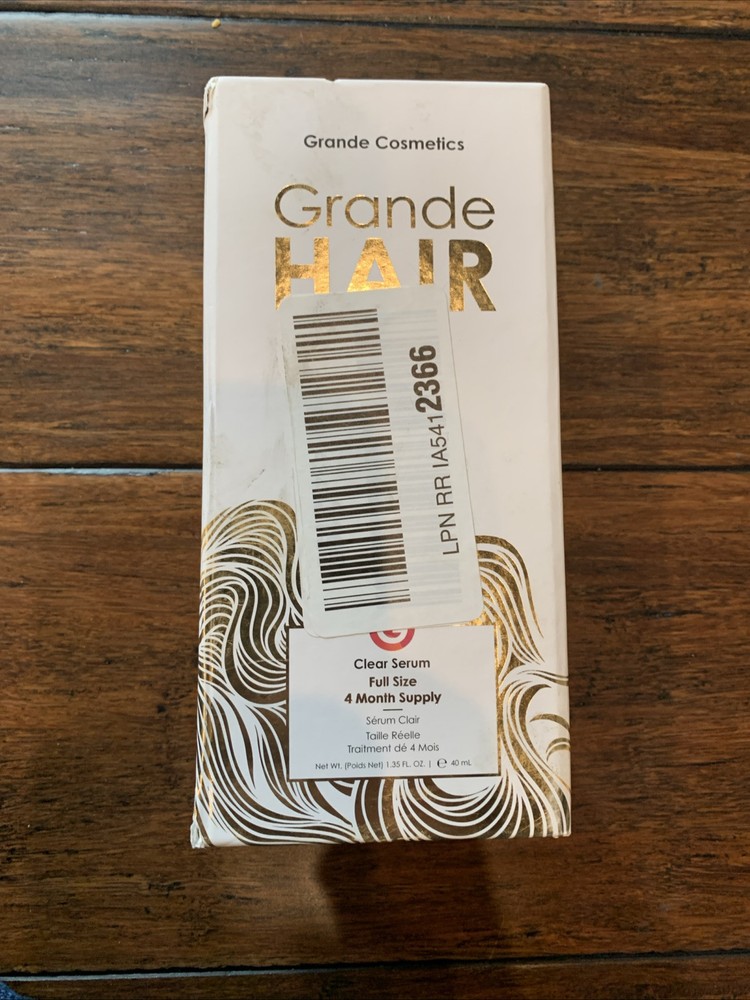 Grande Cosmetics
Grande
HAIR
LPN RR IA5412366
Clear Serum
Full Size
4 Month Supply
Sérum Clair
Taille Réelle
Traitment dé 4 Mois
Net Wt. (Poids Net) 1.35 FL. OZ. | ℮ 40 mL